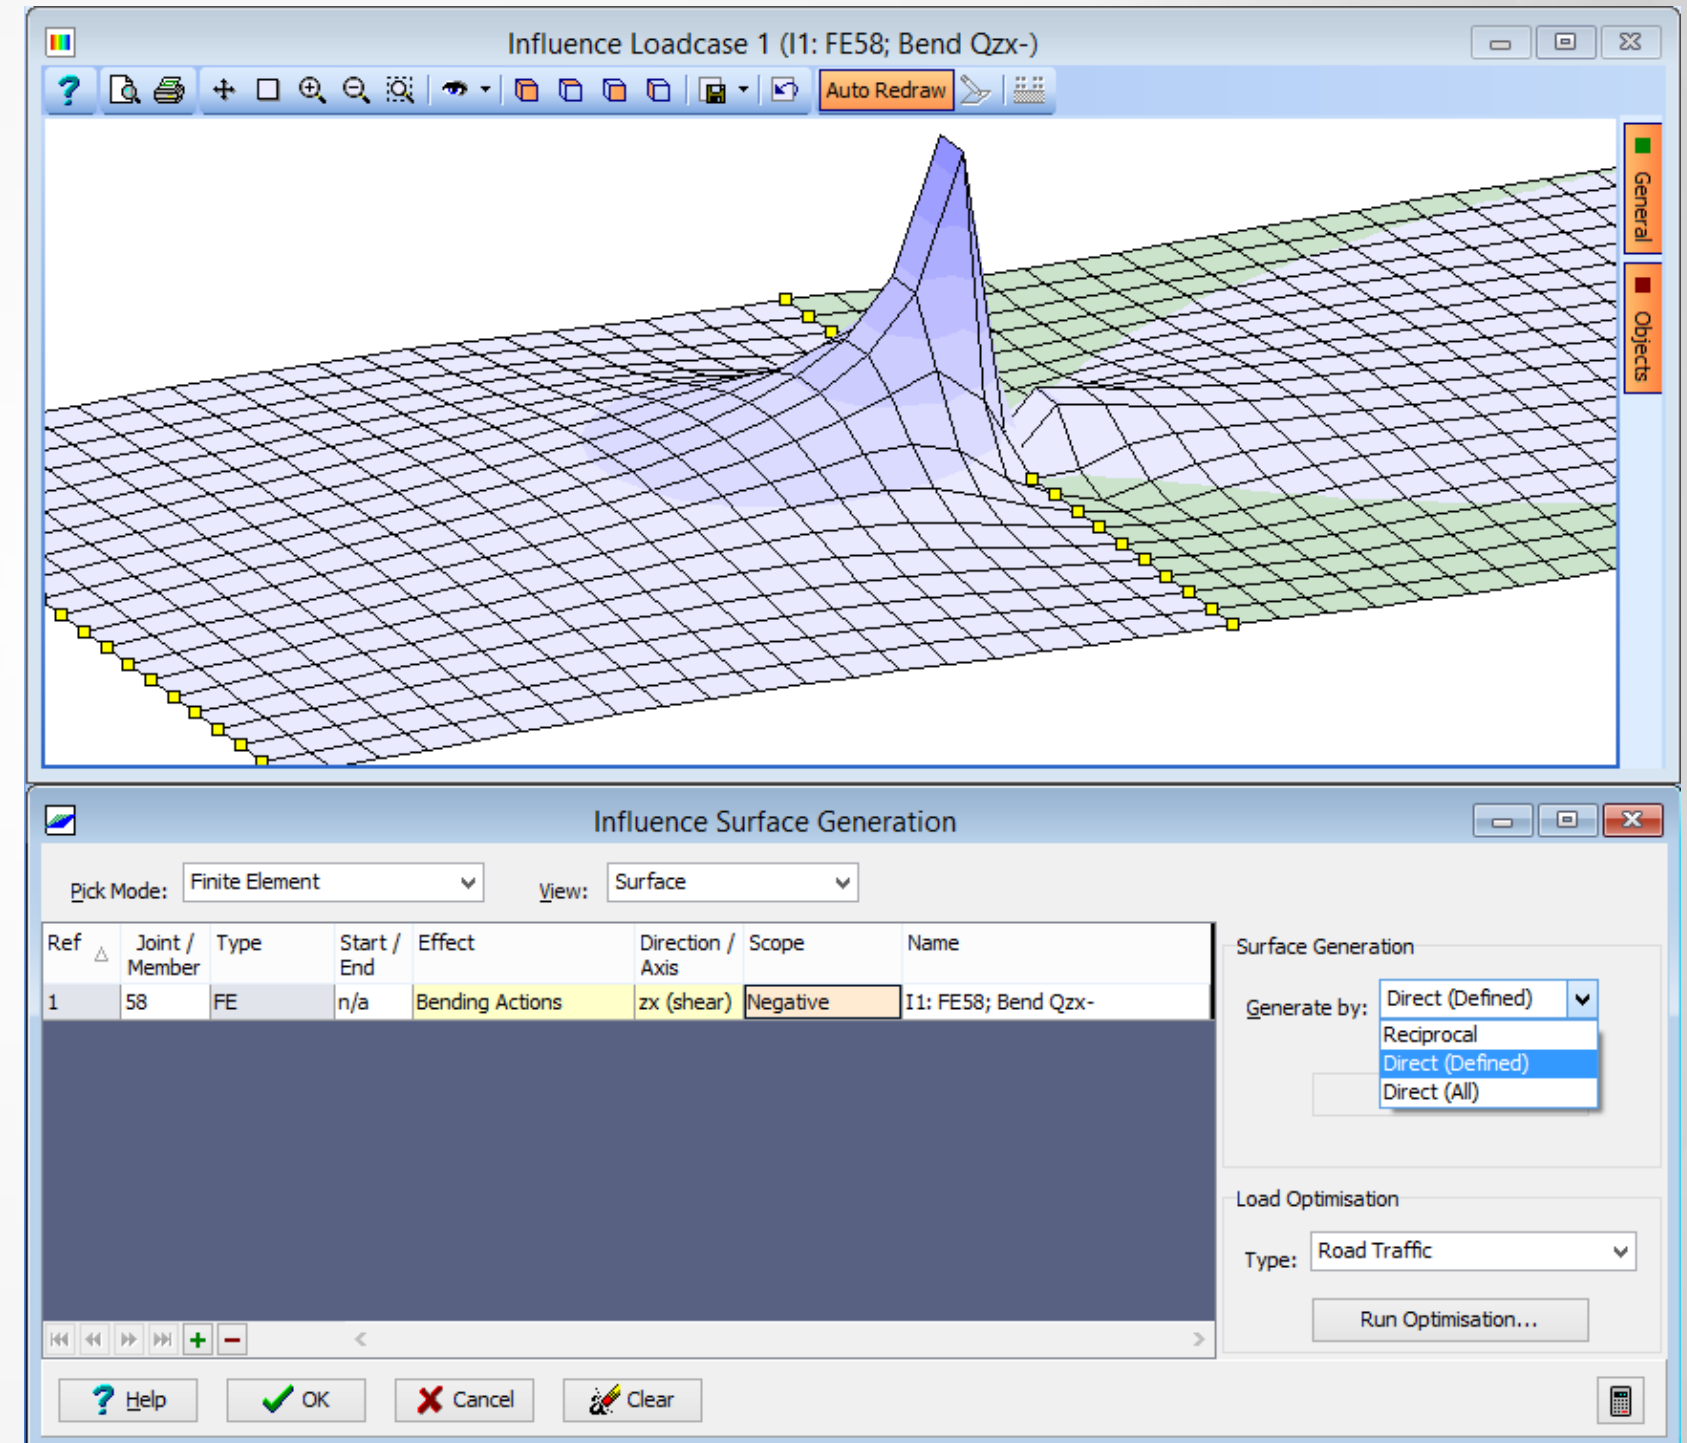 Influence Loadcase 1 (I1: FE58; Bend Qzx-)
Auto Redraw
General
Objects
Influence Surface Generation
Pick Mode: Finite Element View: Surface
Ref Joint / Member Type Start / End Effect Direction / Axis Scope Name
1 58 FE n/a Bending Actions zx (shear) Negative I1: FE58; Bend Qzx-
Surface Generation
Generate by: Direct (Defined)
Reciprocal
Direct (Defined)
Direct (All)
Load Optimisation
Type: Road Traffic
Run Optimisation...
Help OK Cancel Clear